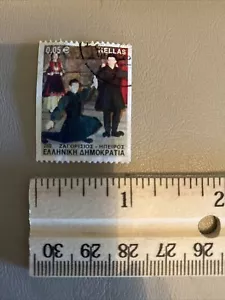 0,05€ HELLAS
ΖΑΓΟΡΙΣΙΟΣ - ΗΠΕΙΡΟΣ
ΕΛΛΗΝΙΚΗ ΔΗΜΟΚΡΑΤΙΑ
1 2
30 29 28 27 26